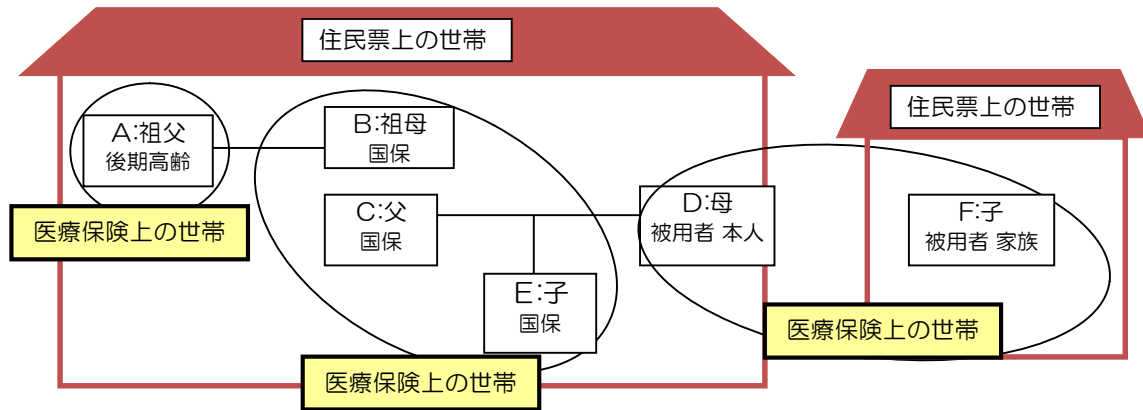 住民票上の世帯
住民票上の世帯
A:祖父
後期高齢
B:祖母
国保
医療保険上の世帯
C:父
国保
D:母
被用者 本人
F:子
被用者 家族
E:子
国保
医療保険上の世帯
医療保険上の世帯